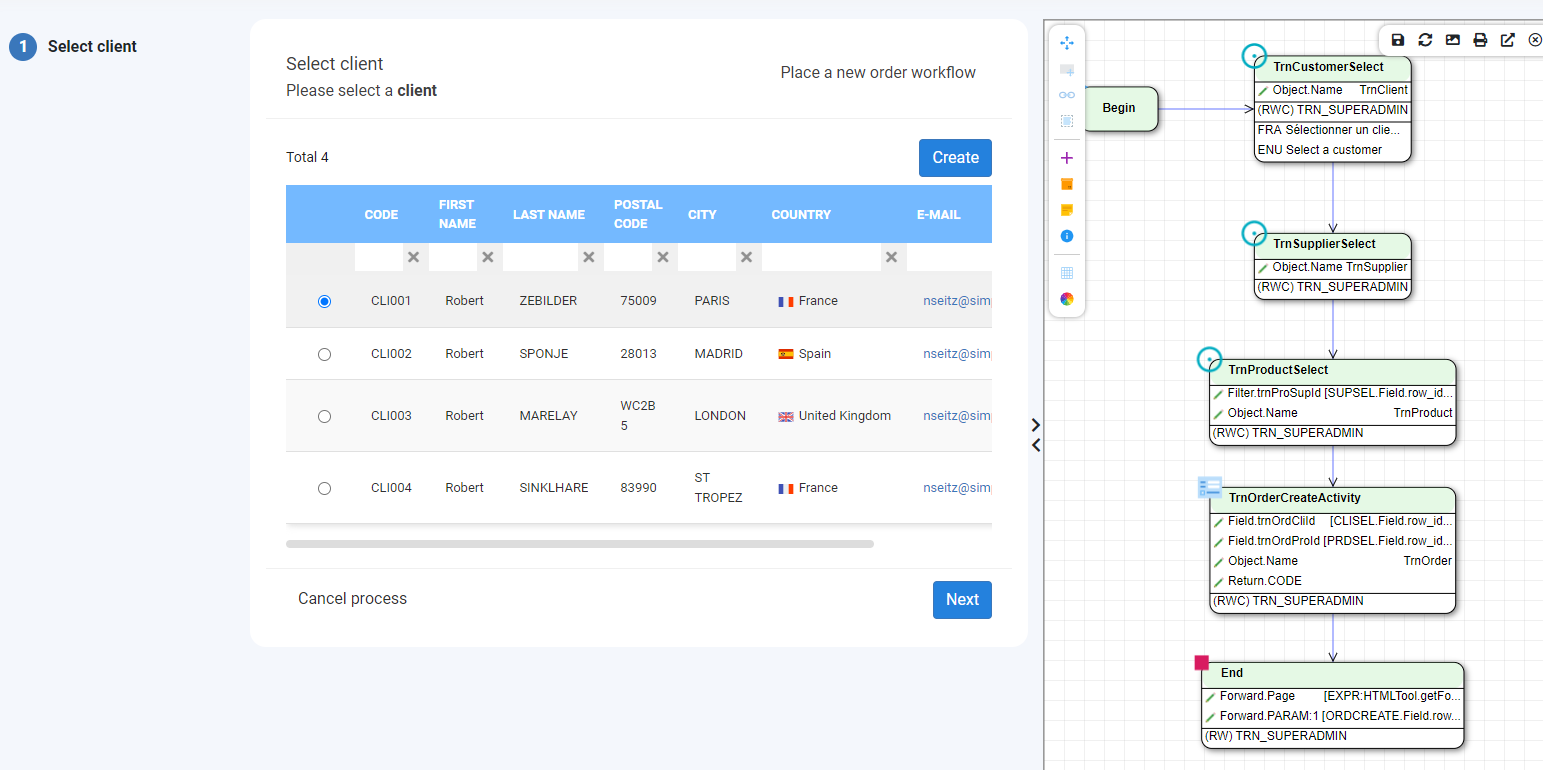 1 Select client
Select client
Please select a client
Place a new order workflow
Total 4
Create
CODE FIRST NAME LAST NAME POSTAL CODE CITY COUNTRY E-MAIL
CLI001 Robert ZEBILDER 75009 PARIS France nseitz@sim
CLI002 Robert SPONJE 28013 MADRID Spain nseitz@sim
CLI003 Robert MARELAY WC2B 5 LONDON United Kingdom nseitz@sim
CLI004 Robert SINKLHARE 83990 ST TROPEZ France nseitz@sim
Cancel process
Next
Begin
TrnCustomerSelect
Object.Name TrnClient
(RWC) TRN_SUPERADMIN
FRA Sélectionner un clie...
ENU Select a customer
TrnSupplierSelect
Object.Name TrnSupplier
(RWC) TRN_SUPERADMIN
TrnProductSelect
Filter.trnProSupId [SUPSEL.Field.row_id...
Object.Name TrnProduct
(RWC) TRN_SUPERADMIN
TrnOrderCreateActivity
Field.trnOrdCliId [CLISEL.Field.row_id...
Field.trnOrdProId [PRDSEL.Field.row_id...
Object.Name TrnOrder
Return.CODE
(RWC) TRN_SUPERADMIN
End
Forward.Page [EXPR:HTMLTool.getFo...
Forward.PARAM:1 [ORDCREATE.Field.row...
(RW) TRN_SUPERADMIN